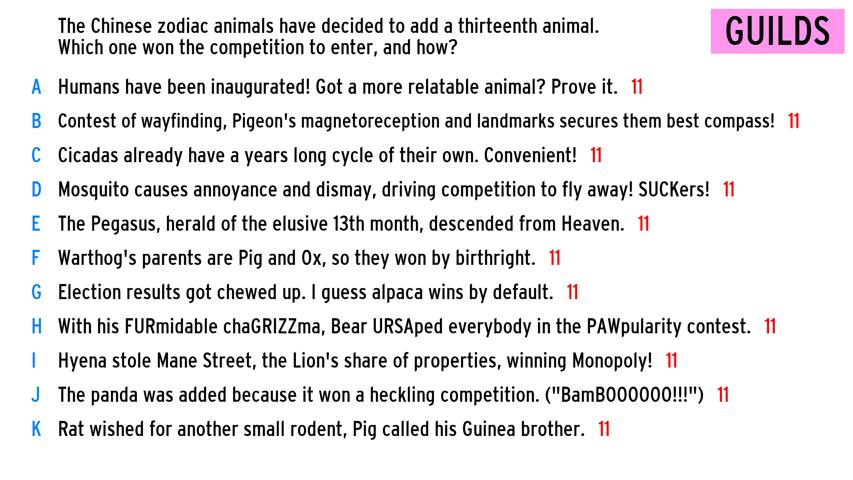 The Chinese zodiac animals have decided to add a thirteenth animal.
Which one won the competition to enter, and how?
GUILDS
A Humans have been inaugurated! Got a more relatable animal? Prove it. 11
B Contest of wayfinding, Pigeon's magnetoreception and landmarks secures them best compass! 11
C Cicadas already have a years long cycle of their own. Convenient! 11
D Mosquito causes annoyance and dismay, driving competition to fly away! SUCKers! 11
E The Pegasus, herald of the elusive 13th month, descended from Heaven. 11
F Warthog's parents are Pig and Ox, so they won by birthright. 11
G Election results got chewed up. I guess alpaca wins by default. 11
H With his FURmidable chaGRIZZma, Bear URSAped everybody in the PAWpularity contest. 11
I Hyena stole Mane Street, the Lion's share of properties, winning Monopoly! 11
J The panda was added because it won a heckling competition. ("BamBOOOOOO!!!") 11
K Rat wished for another small rodent, Pig called his Guinea brother. 11